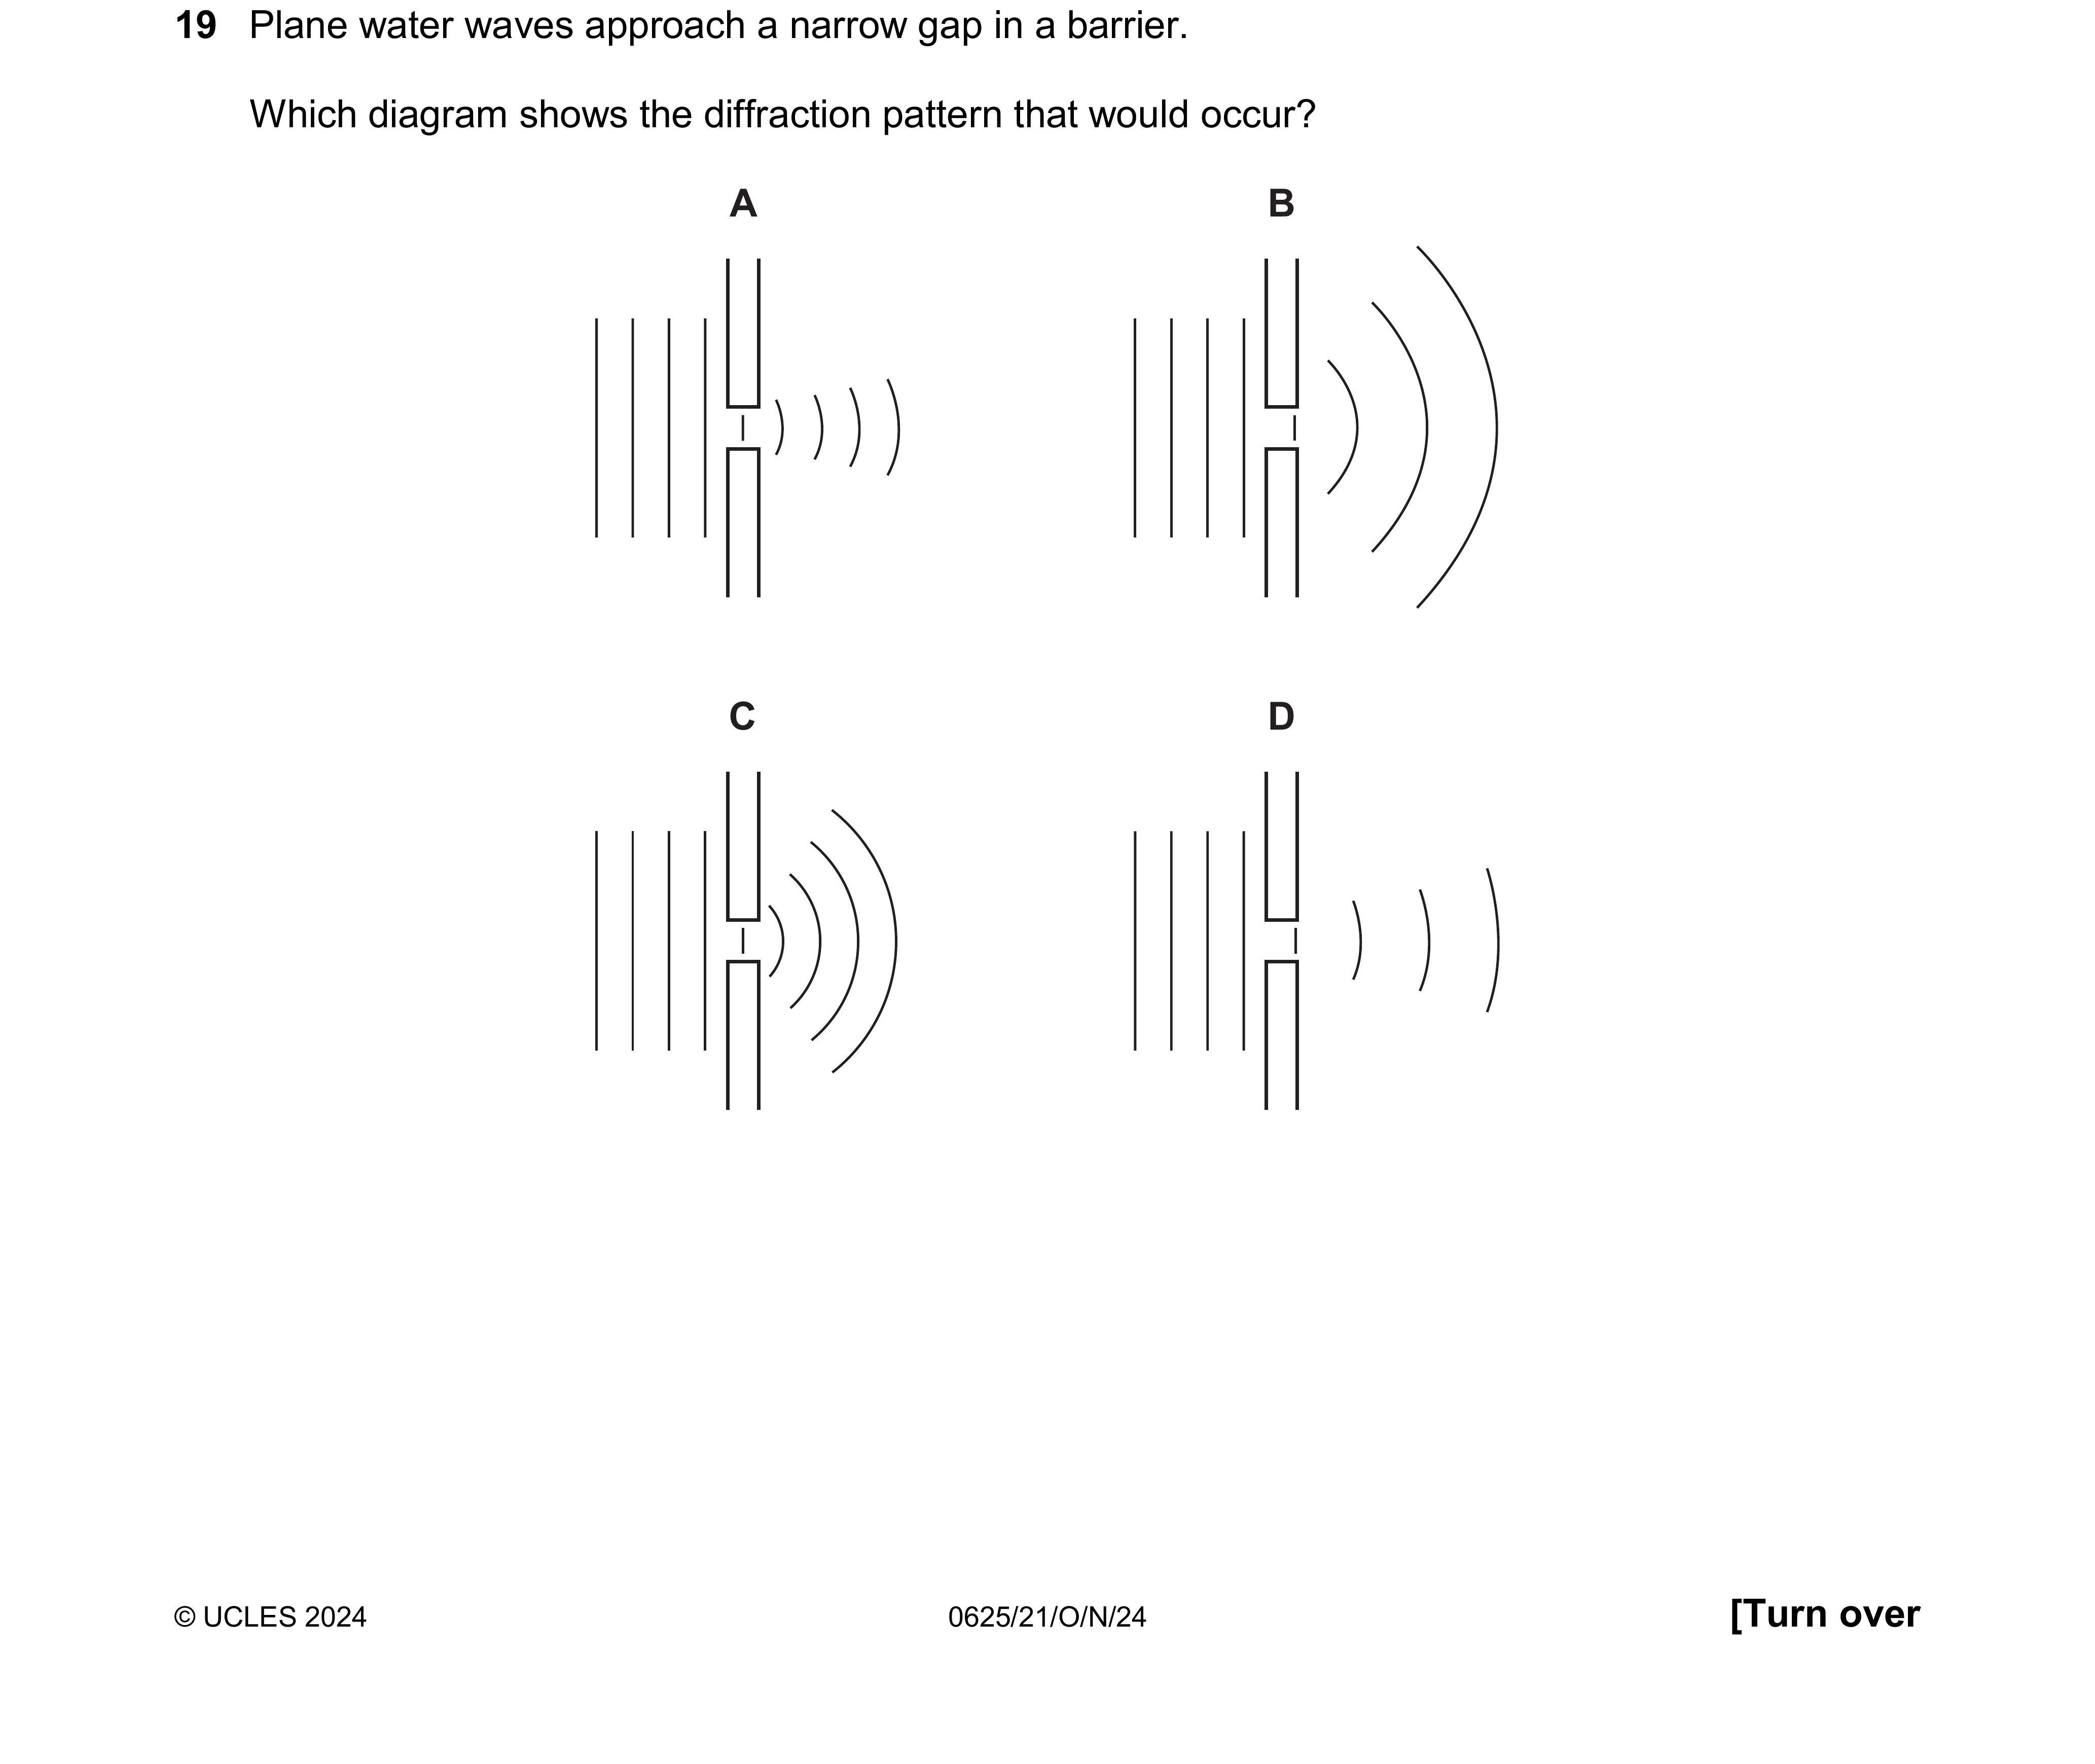 19 Plane water waves approach a narrow gap in a barrier.
Which diagram shows the diffraction pattern that would occur?
A B
C D
© UCLES 2024 0625/21/O/N/24 [Turn over